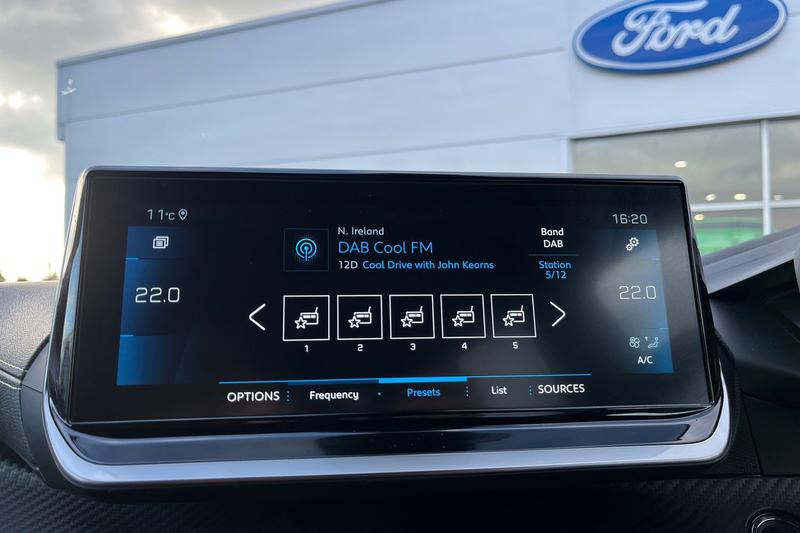 Ford
11°C
16:20
N. Ireland
DAB Cool FM
12D Cool Drive with John Kearns
Band
DAB
Station
5/12
22.0
22.0
1 2 3 4 5
A/C
OPTIONS Frequency Presets List SOURCES